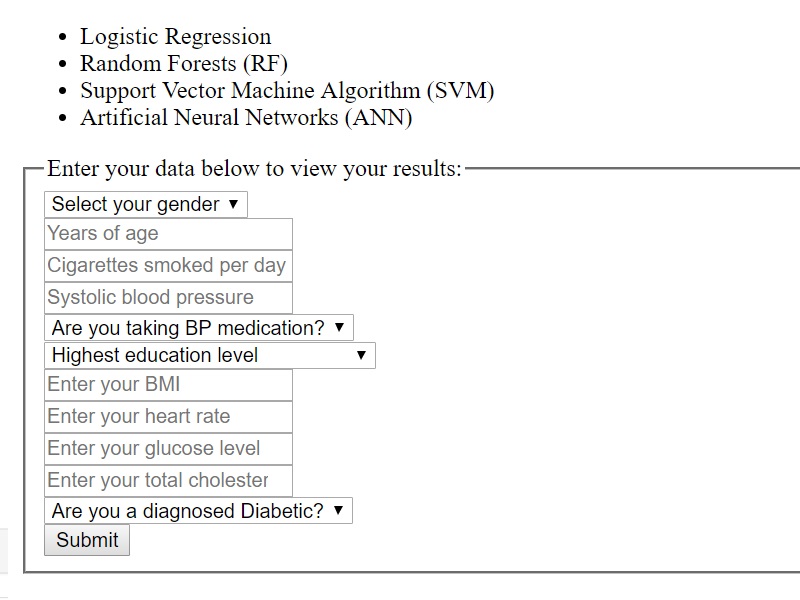 Logistic Regression
Random Forests (RF)
Support Vector Machine Algorithm (SVM)
Artificial Neural Networks (ANN)
Enter your data below to view your results:
Select your gender
Years of age
Cigarettes smoked per day
Systolic blood pressure
Are you taking BP medication?
Highest education level
Enter your BMI
Enter your heart rate
Enter your glucose level
Enter your total cholester
Are you a diagnosed Diabetic?
Submit